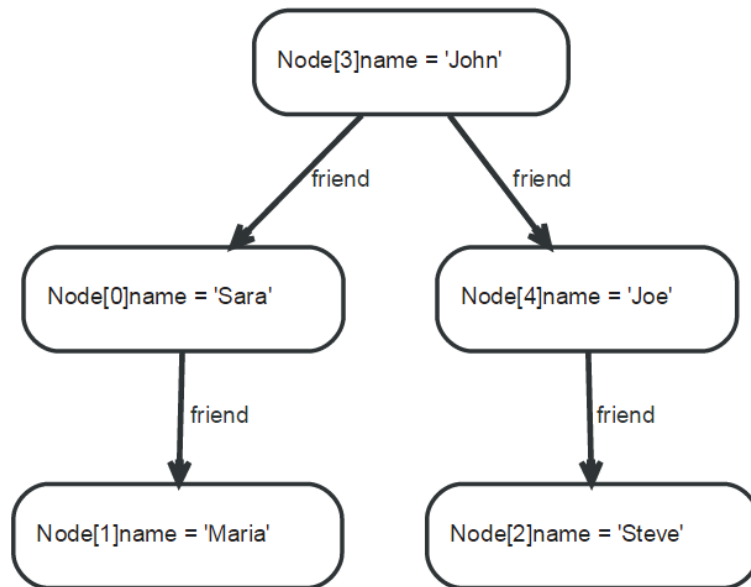 Node[3]name = 'John'
friend
friend
Node[0]name = 'Sara'
Node[4]name = 'Joe'
friend
friend
Node[1]name = 'Maria'
Node[2]name = 'Steve'